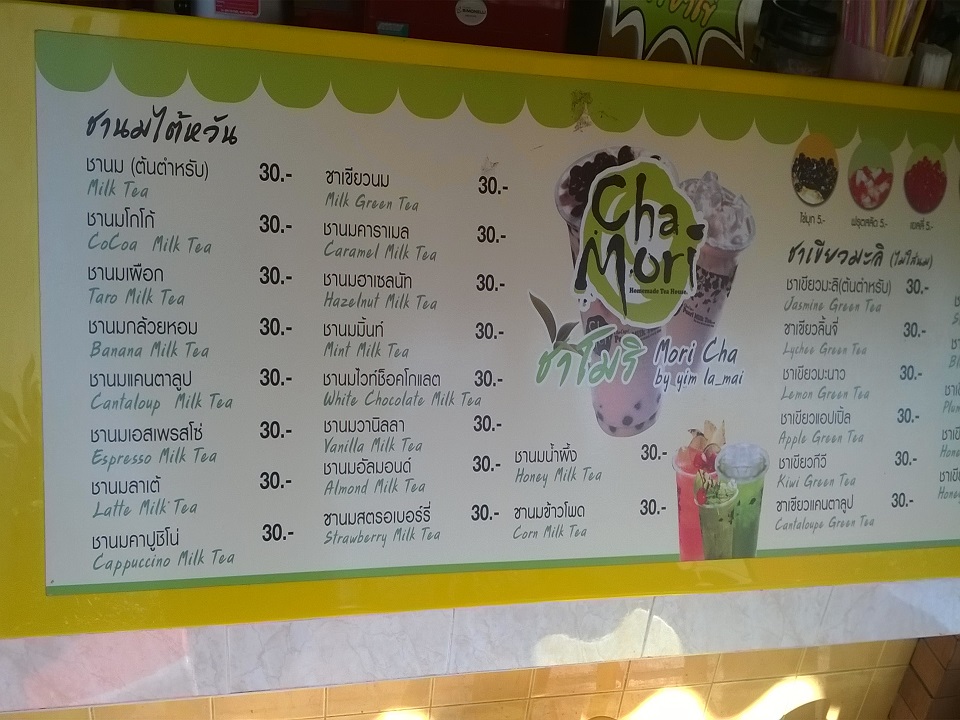 ชานมไต้หวัน
ชานม (ต้นตำหรับ) 30.-
Milk Tea
ชานมโกโก้ 30.-
CoCoa Milk Tea
ชานมเผือก 30.-
Taro Milk Tea
ชานมกล้วยหอม 30.-
Banana Milk Tea
ชานมแคนตาลูป 30.-
Cantaloup Milk Tea
ชานมเอสเพรสโซ่ 30.-
Espresso Milk Tea
ชานมลาเต้ 30.-
Latte Milk Tea
ชานมคาปูชิโน่ 30.-
Cappuccino Milk Tea
ชาเขียวนม 30.-
Milk Green Tea
ชานมคาราเมล 30.-
Caramel Milk Tea
ชานมฮาเซลนัท 30.-
Hazelnut Milk Tea
ชานมมิ้นท์ 30.-
Mint Milk Tea
ชานมไวท์ช็อคโกแลต 30.-
White Chocolate Milk Tea
ชานมวานิลลา 30.-
Vanilla Milk Tea
ชานมอัลมอนด์ 30.-
Almond Milk Tea
ชานมสตรอเบอร์รี่ 30.-
Strawberry Milk Tea
ชานมน้ำผึ้ง 30.-
Honey Milk Tea
ชานมข้าวโพด 30.-
Corn Milk Tea
Cha
Mori
Homemade Tea House
ชาโมริ
Mori Cha
by yim la_mai
ไข่มุก 5.-
ฟรุตสลัด 5.-
เยลลี่ 5.-
ชาเขียวมะลิ (ไม่ใส่นม)
ชาเขียวมะลิ(ต้นตำหรับ) 30.-
Jasmine Green Tea
ชาเขียวลิ้นจี่ 30.-
Lychee Green Tea
ชาเขียวมะนาว 30.-
Lemon Green Tea
ชาเขียวแอปเปิ้ล 30.-
Apple Green Tea
ชาเขียวกีวี 30.-
Kiwi Green Tea
ชาเขียวแคนตาลูป 30.-
Cantaloupe Green Tea